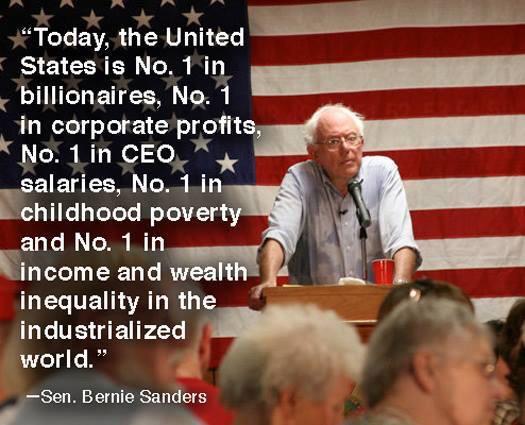 “Today, the United
States is No. 1 in
billionaires, No. 1
in corporate profits,
No. 1 in CEO
salaries, No. 1 in
childhood poverty
and No. 1 in
income and wealth
inequality in the
industrialized
world.”
—Sen. Bernie Sanders